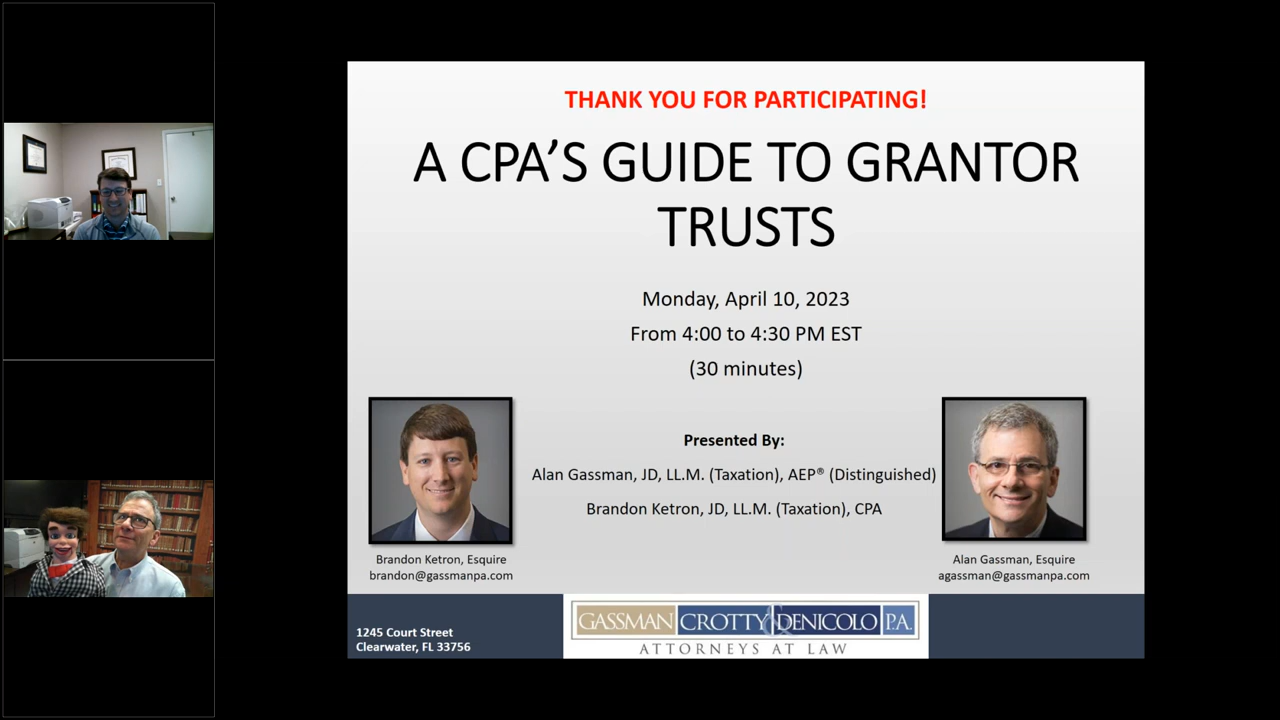 THANK YOU FOR PARTICIPATING!
A CPA'S GUIDE TO GRANTOR
TRUSTS
Monday, April 10, 2023
From 4:00 to 4:30 PM EST
(30 minutes)
Presented By:
Alan Gassman, JD, LL.M. (Taxation), AEP® (Distinguished)
Brandon Ketron, JD, LL.M. (Taxation), CPA
Brandon Ketron, Esquire
brandon@gassmanpa.com
Alan Gassman, Esquire
agassman@gassmanpa.com
1245 Court Street
Clearwater, FL 33756
GASSMAN CROTTY & DENICOLO P.A.
ATTORNEYS AT LAW